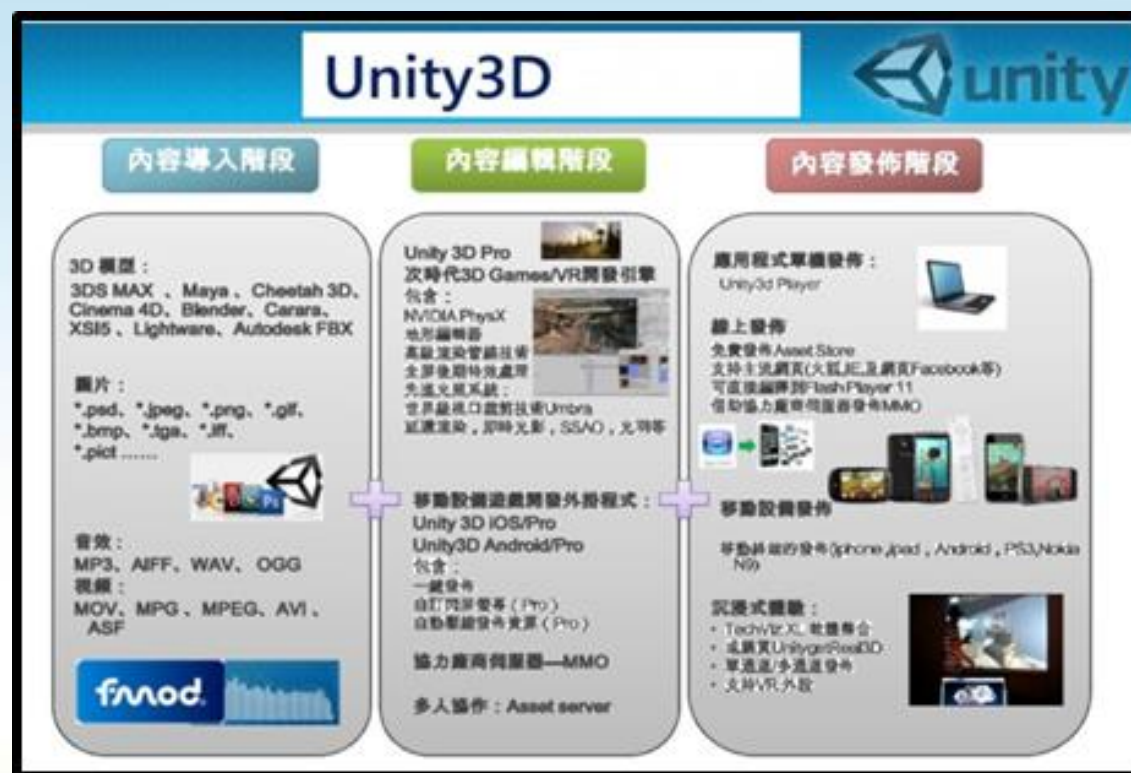 Unity3D
unity
內容導入階段
3D 模型：
3DS MAX 、Maya 、Cheetah 3D、
Cinema 4D、Blender、Carara、
XSI5 、Lightware、Autodesk FBX
圖片：
*.psd、*.jpeg、*.png、*.gif、
*.bmp、*.tga、*.iff、
*.pict ……
Ps
音效：
MP3、AIFF、WAV、OGG
視頻：
MOV、MPG 、MPEG、AVI 、
ASF
fmod
內容編輯階段
Unity 3D Pro
次時代3D Games/VR開發引擎
包含：
NVIDIA PhysX
地形編輯器
高級渲染管線技術
全屏後期特效處理
先進光照系統：
世界級視口裁剪技術Umbra
延遲渲染，即時光影，SSAO，光羽等
移動設備遊戲開發外掛程式：
Unity 3D iOS/Pro
Unity3D Android/Pro
包含：
一鍵發佈
自訂閃屏螢幕（Pro）
自動壓縮發佈資源（Pro）
協力廠商伺服器—MMO
多人協作：Asset server
內容發佈階段
應用程式單機發佈：
Unity3d Player
線上發佈
免費發佈Asset Store
支持主流網頁(火狐,IE,及網頁Facebook等)
可直接編譯到Flash Player 11
借助協力廠商伺服器發佈MMO
移動設備發佈
移動終端的發佈(iphone,ipad，Android，PS3,Nokia
N9)
沉浸式體驗：
• TechViz XL 軟體整合
• 或購買UnitygetReal3D
• 單通道/多通道發佈
• 支持VR外設